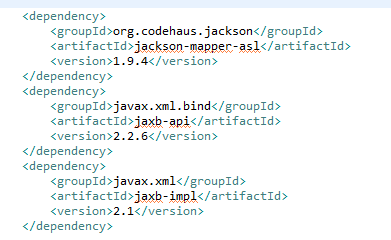 <dependency>
<groupId>org.codehaus.jackson</groupId>
<artifactId>jackson-mapper-asl</artifactId>
<version>1.9.4</version>
</dependency>
<dependency>
<groupId>javax.xml.bind</groupId>
<artifactId>jaxb-api</artifactId>
<version>2.2.6</version>
</dependency>
<dependency>
<groupId>javax.xml</groupId>
<artifactId>jaxb-impl</artifactId>
<version>2.1</version>
</dependency>